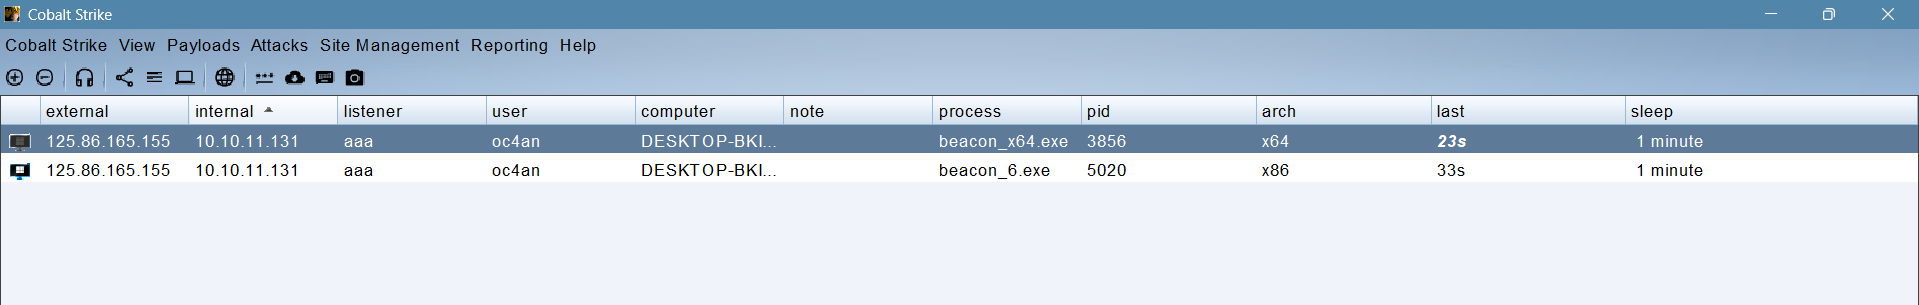 Cobalt Strike
Cobalt Strike View Payloads Attacks Site Management Reporting Help
external internal listener user computer note process pid arch last sleep
125.86.165.155 10.10.11.131 aaa oc4an DESKTOP-BKI... beacon_x64.exe 3856 x64 23s 1 minute
125.86.165.155 10.10.11.131 aaa oc4an DESKTOP-BKI... beacon_6.exe 5020 x86 33s 1 minute